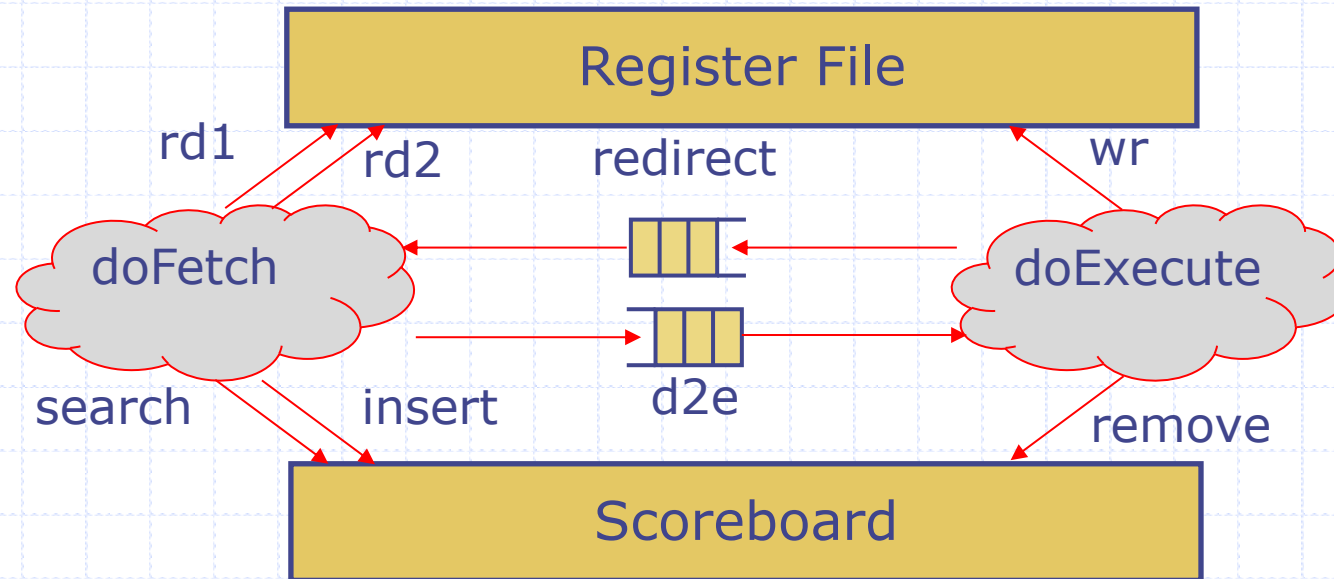 Register File
rd1
rd2
redirect
wr
doFetch
doExecute
search
insert
d2e
remove
Scoreboard